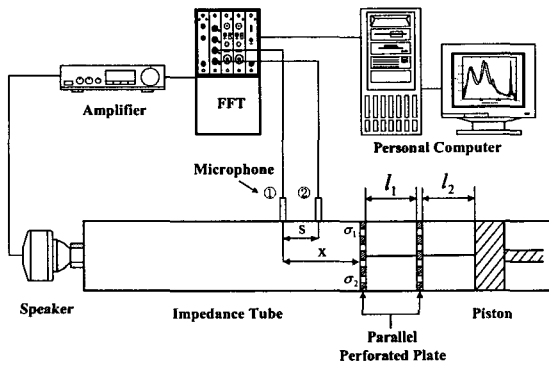 Amplifier
FFT
Personal Computer
Microphone
① ②
l₁ l₂
s
x
σ₁
σ₂
Speaker
Impedance Tube
Parallel
Perforated Plate
Piston